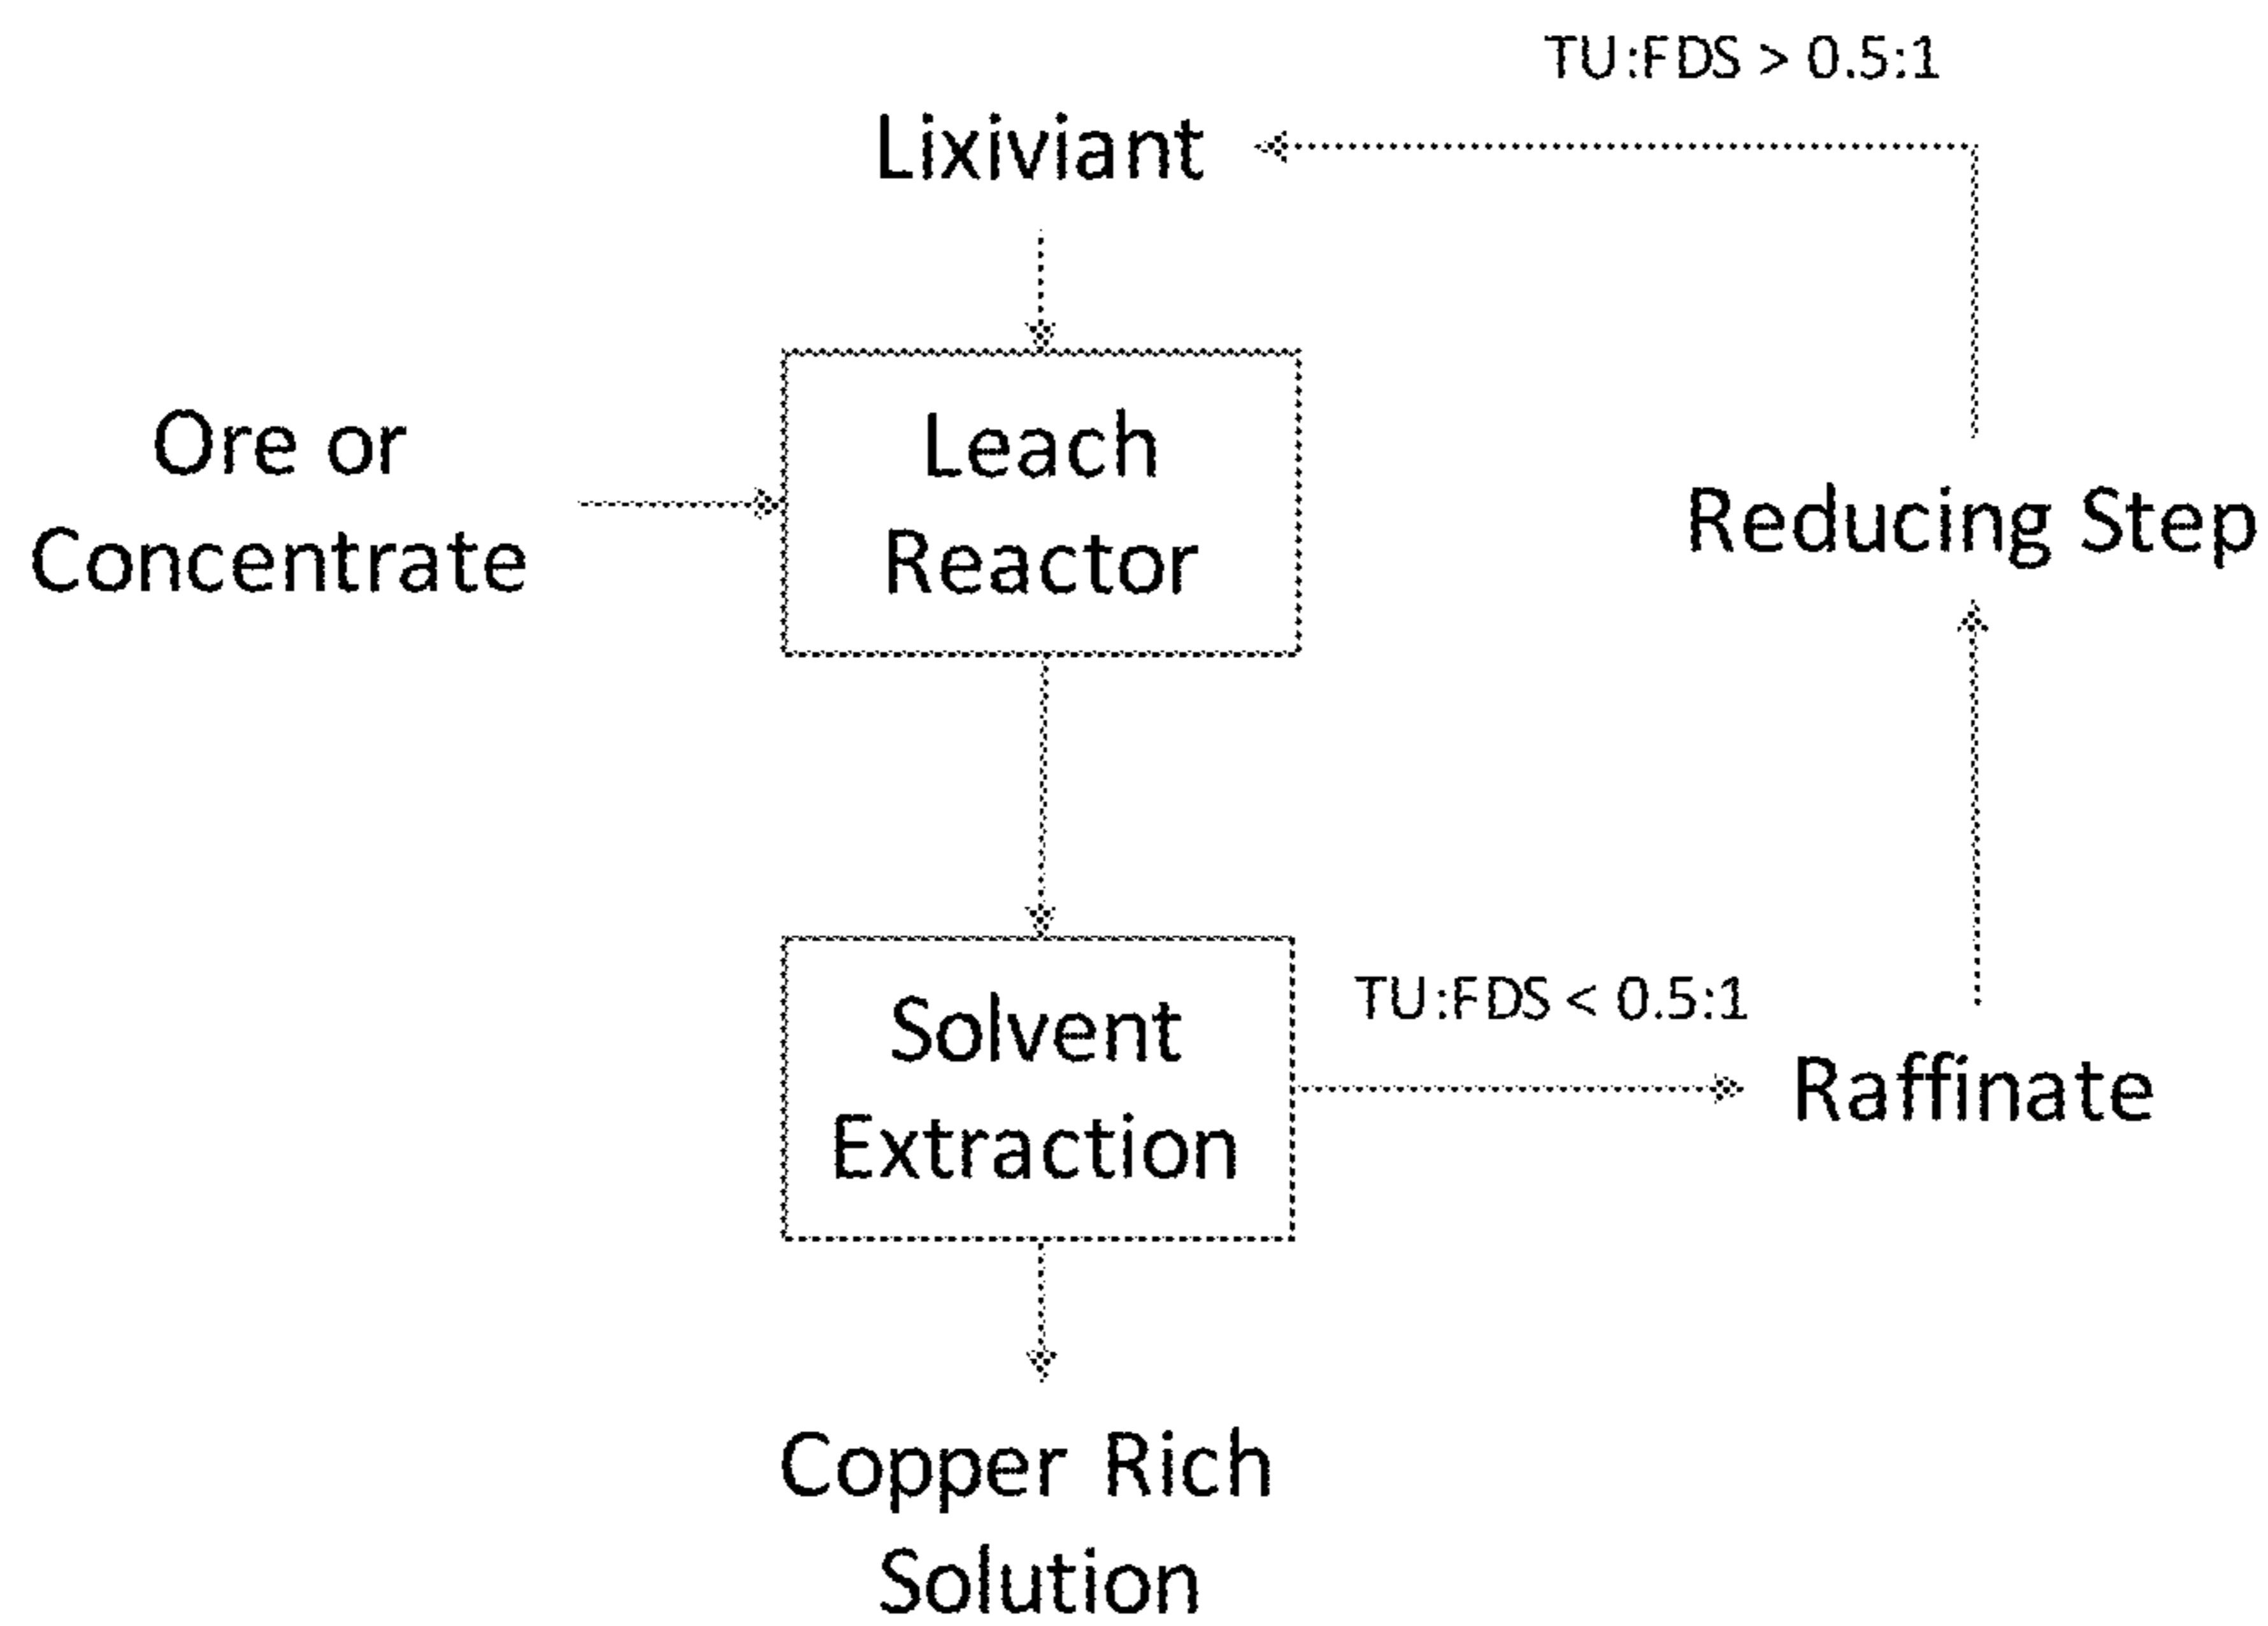 TU:FDS > 0.5:1
Lixiviant
Ore or
Concentrate
Leach
Reactor
Reducing Step
Solvent
Extraction
TU:FDS < 0.5:1
Raffinate
Copper Rich
Solution